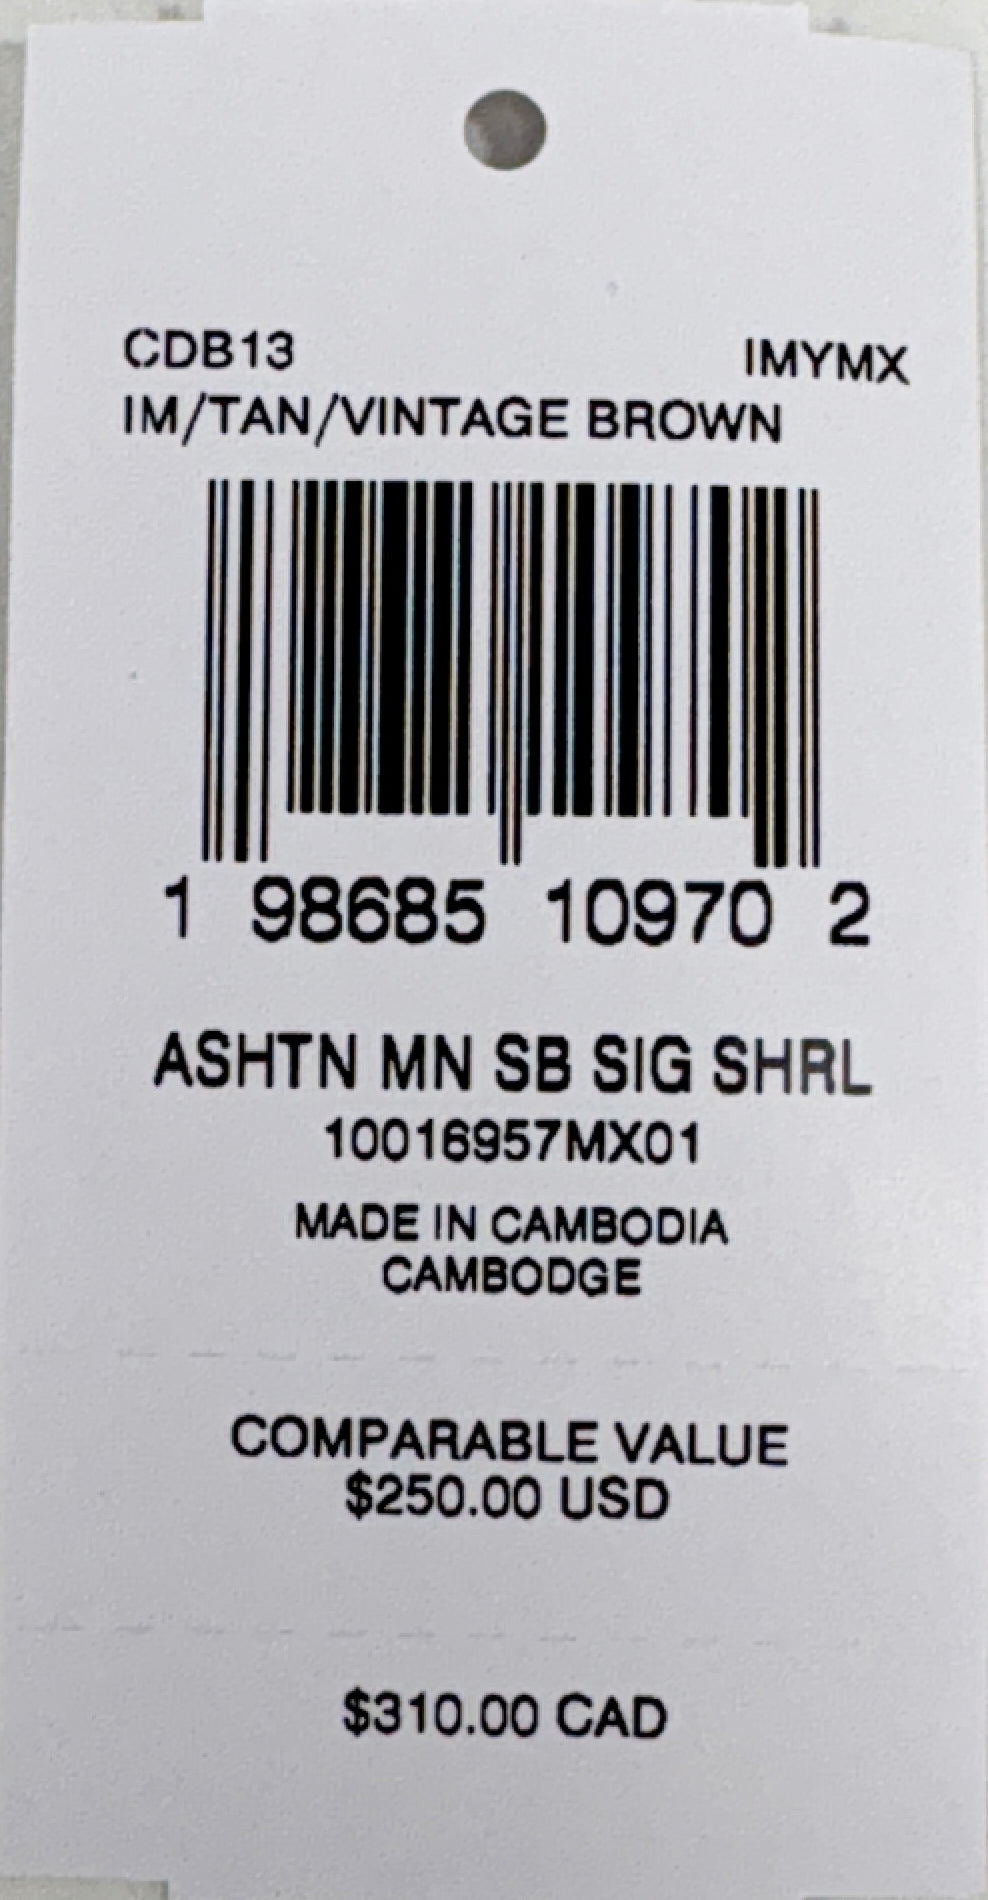 CDB13 IMYMX
IM/TAN/VINTAGE BROWN
1 98685 10970 2
ASHTN MN SB SIG SHRL
10016957MX01
MADE IN CAMBODIA
CAMBODGE
COMPARABLE VALUE
$250.00 USD
$310.00 CAD